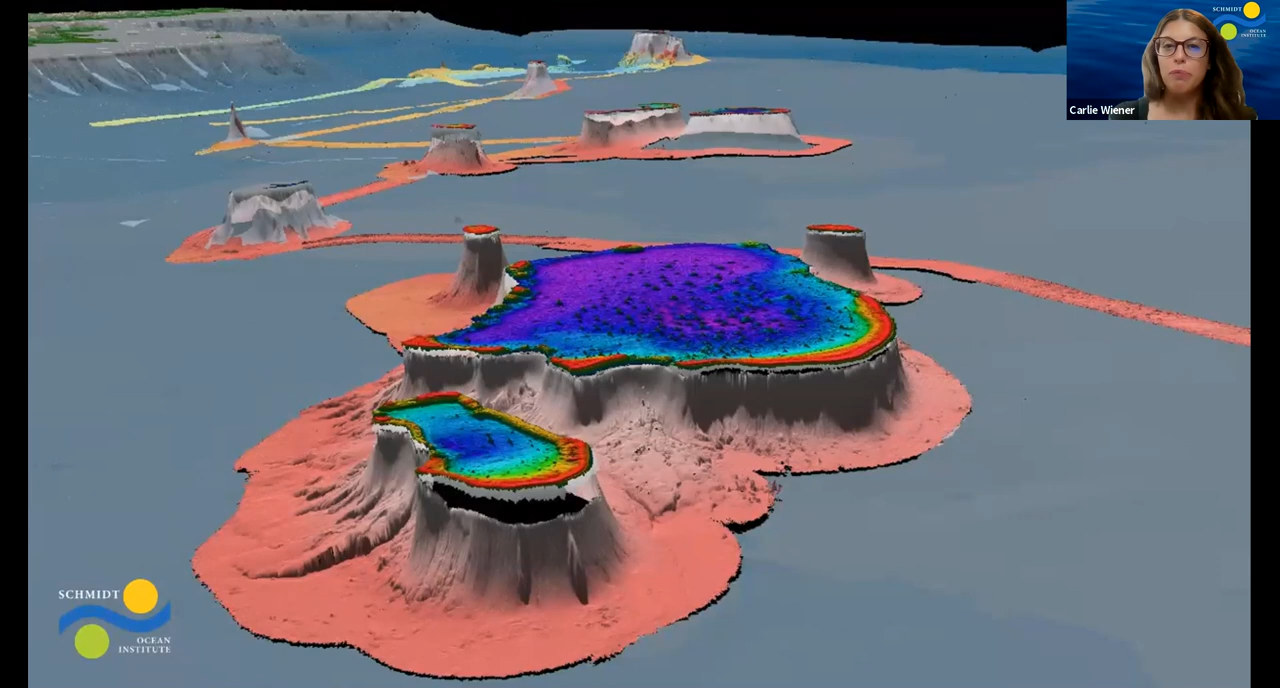 SCHMIDT
OCEAN
INSTITUTE
Carlie Wiener
SCHMIDT
OCEAN
INSTITUTE